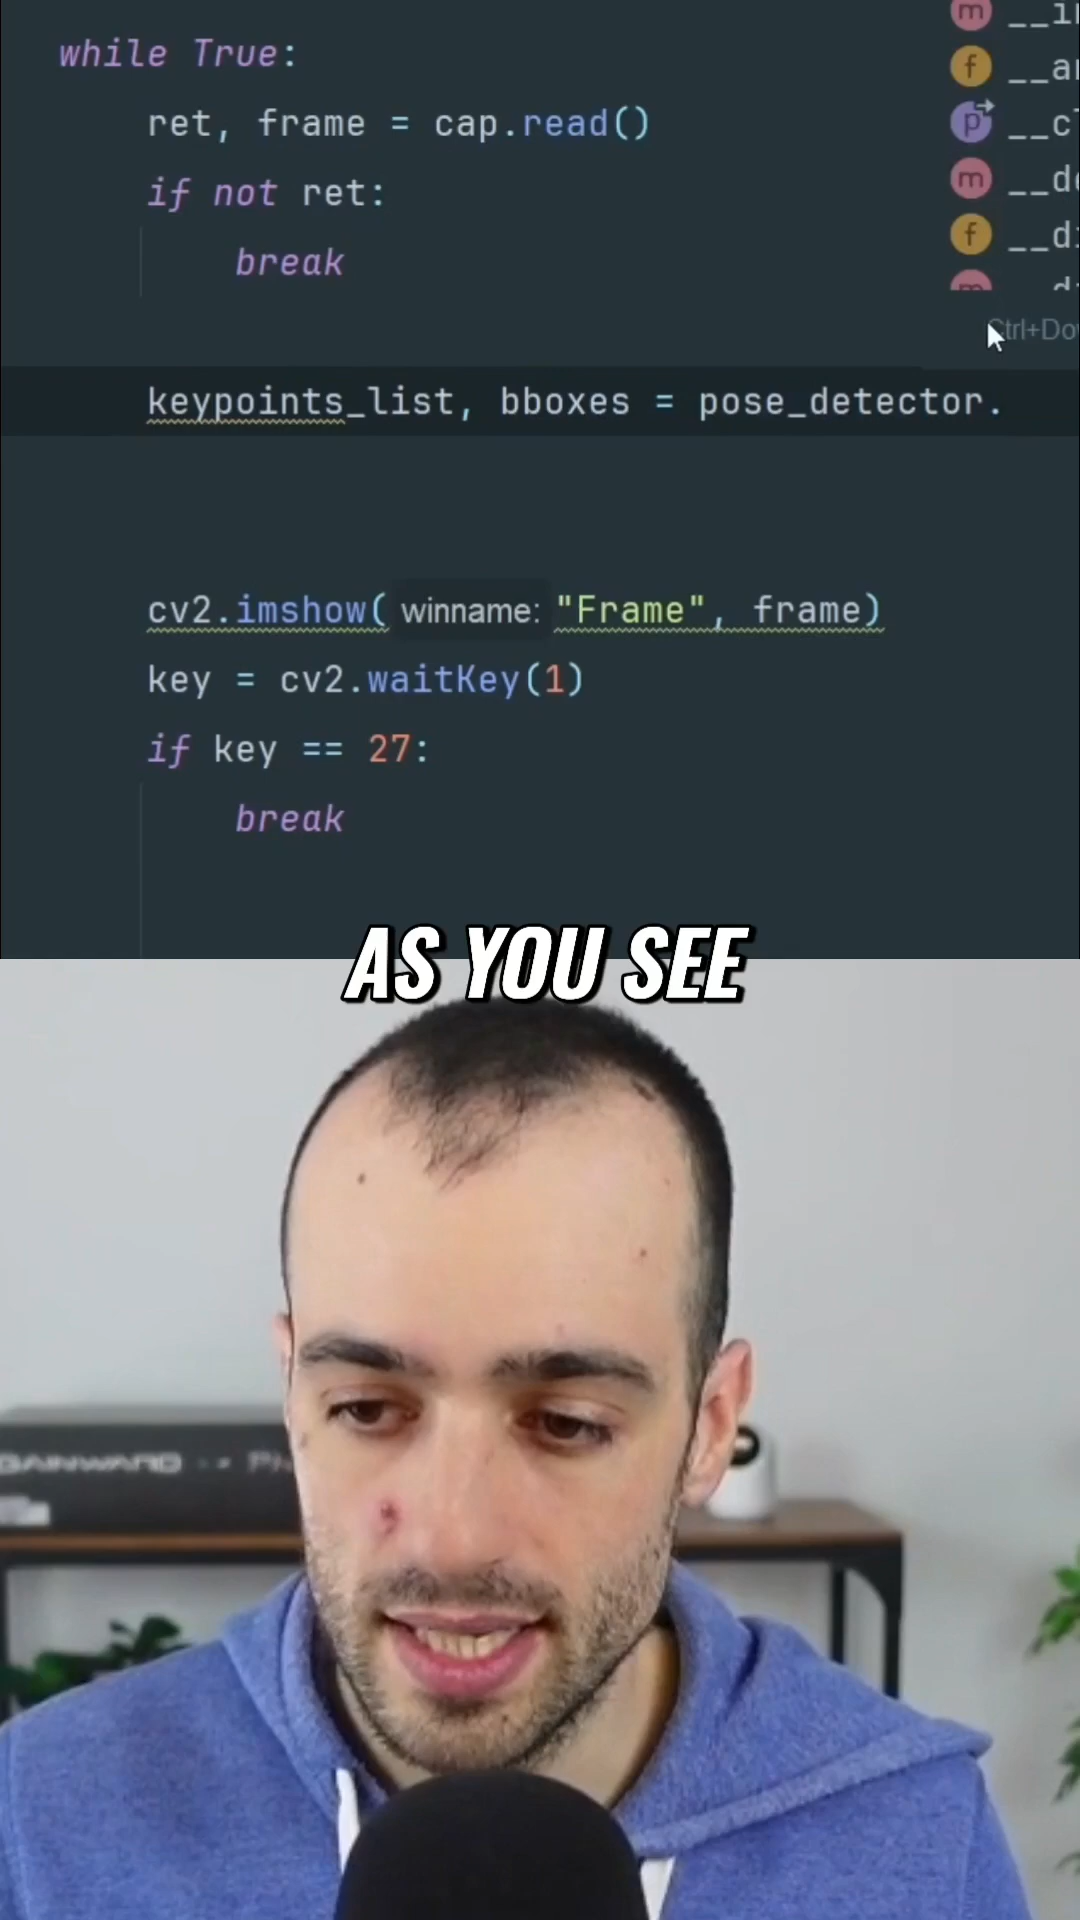 while True:
ret, frame = cap.read()
if not ret:
break
keypoints_list, bboxes = pose_detector.
cv2.imshow( winname: "Frame", frame)
key = cv2.waitKey(1)
if key == 27:
break
m
f
p
m
f
AS YOU SEE
GAINWARD